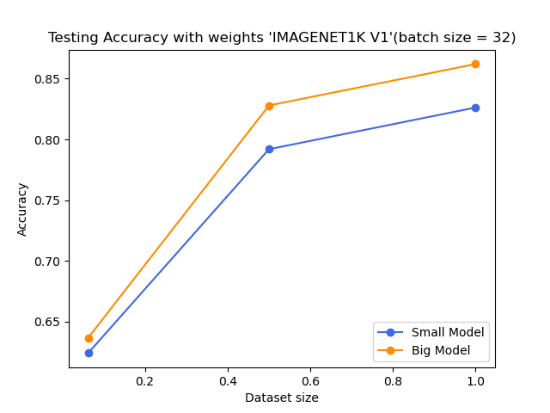 Testing Accuracy with weights 'IMAGENET1K V1'(batch size = 32)
0.85
0.80
0.75
0.70
0.65
Accuracy
Small Model
Big Model
0.2 0.4 0.6 0.8 1.0
Dataset size